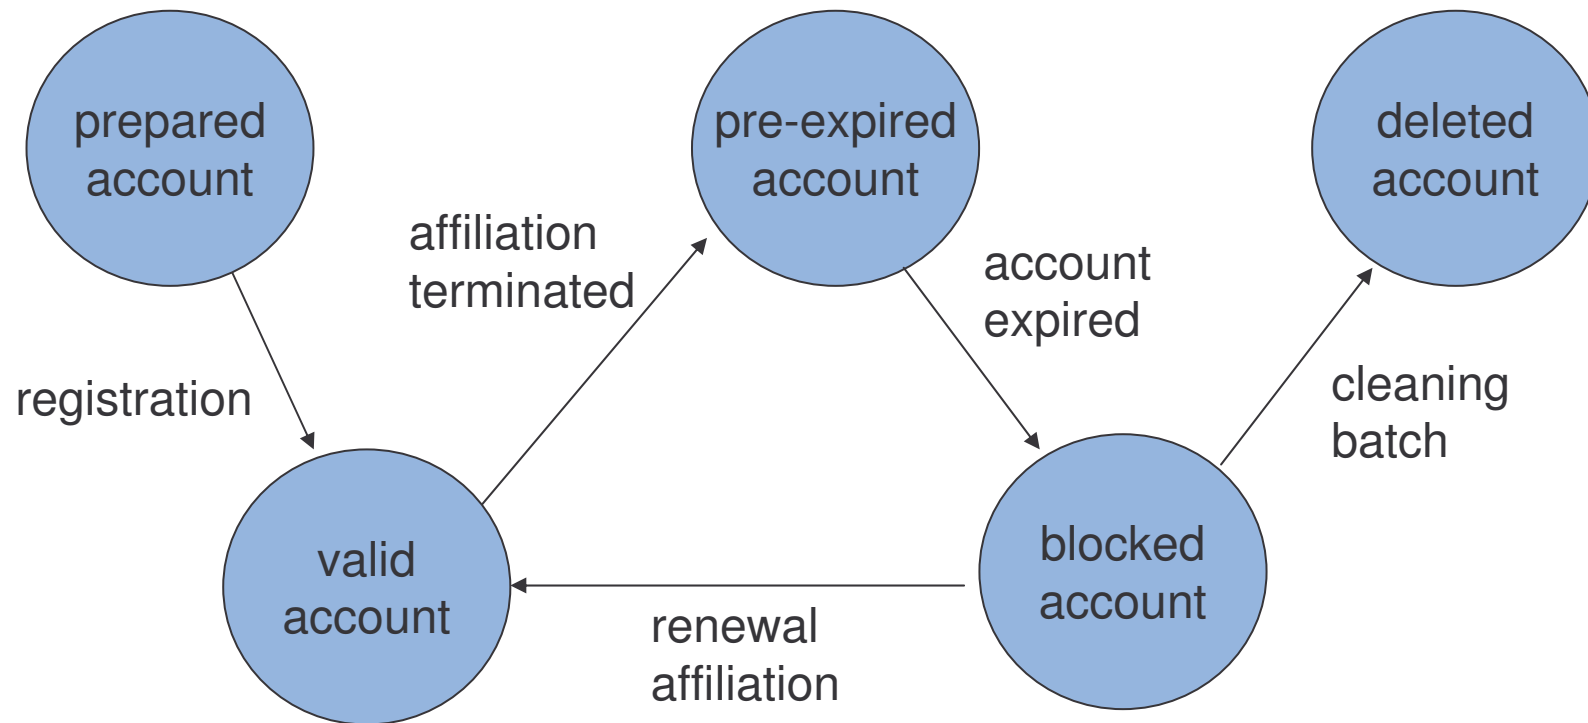 prepared
account
pre-expired
account
deleted
account
affiliation
terminated
account
expired
registration
cleaning
batch
valid
account
blocked
account
renewal
affiliation